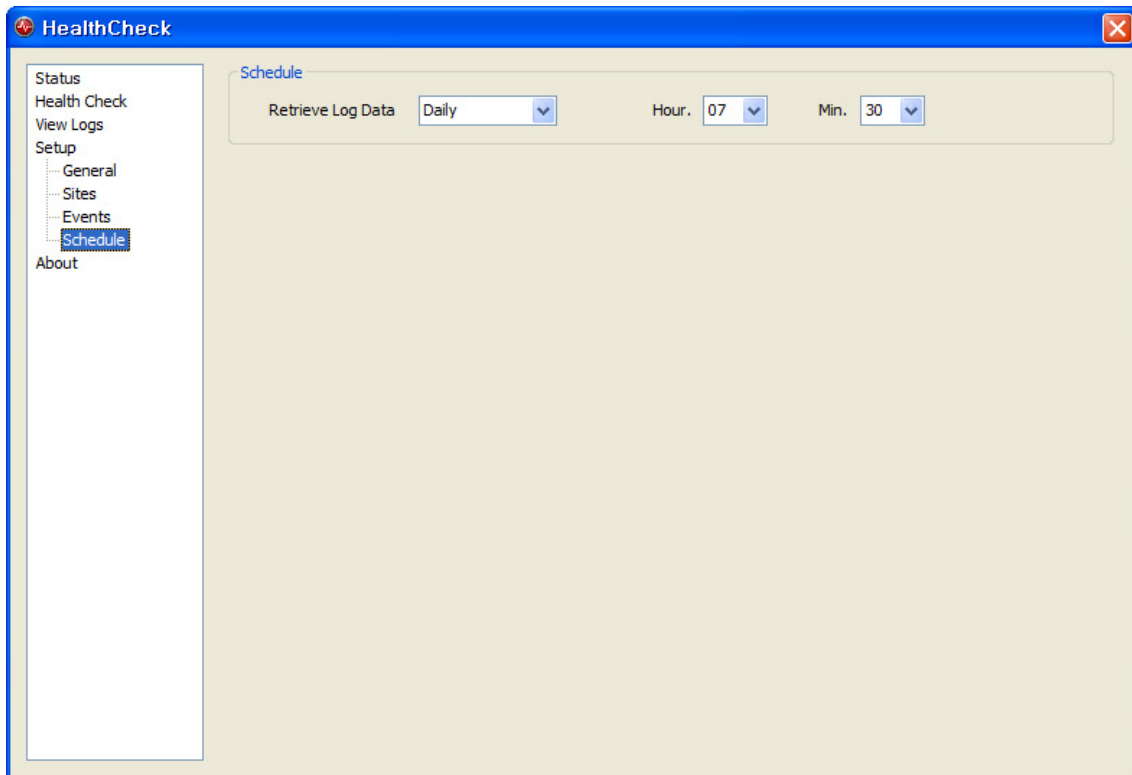 HealthCheck
Status
Health Check
View Logs
Setup
General
Sites
Events
Schedule
About
Schedule
Retrieve Log Data Daily Hour. 07 Min. 30